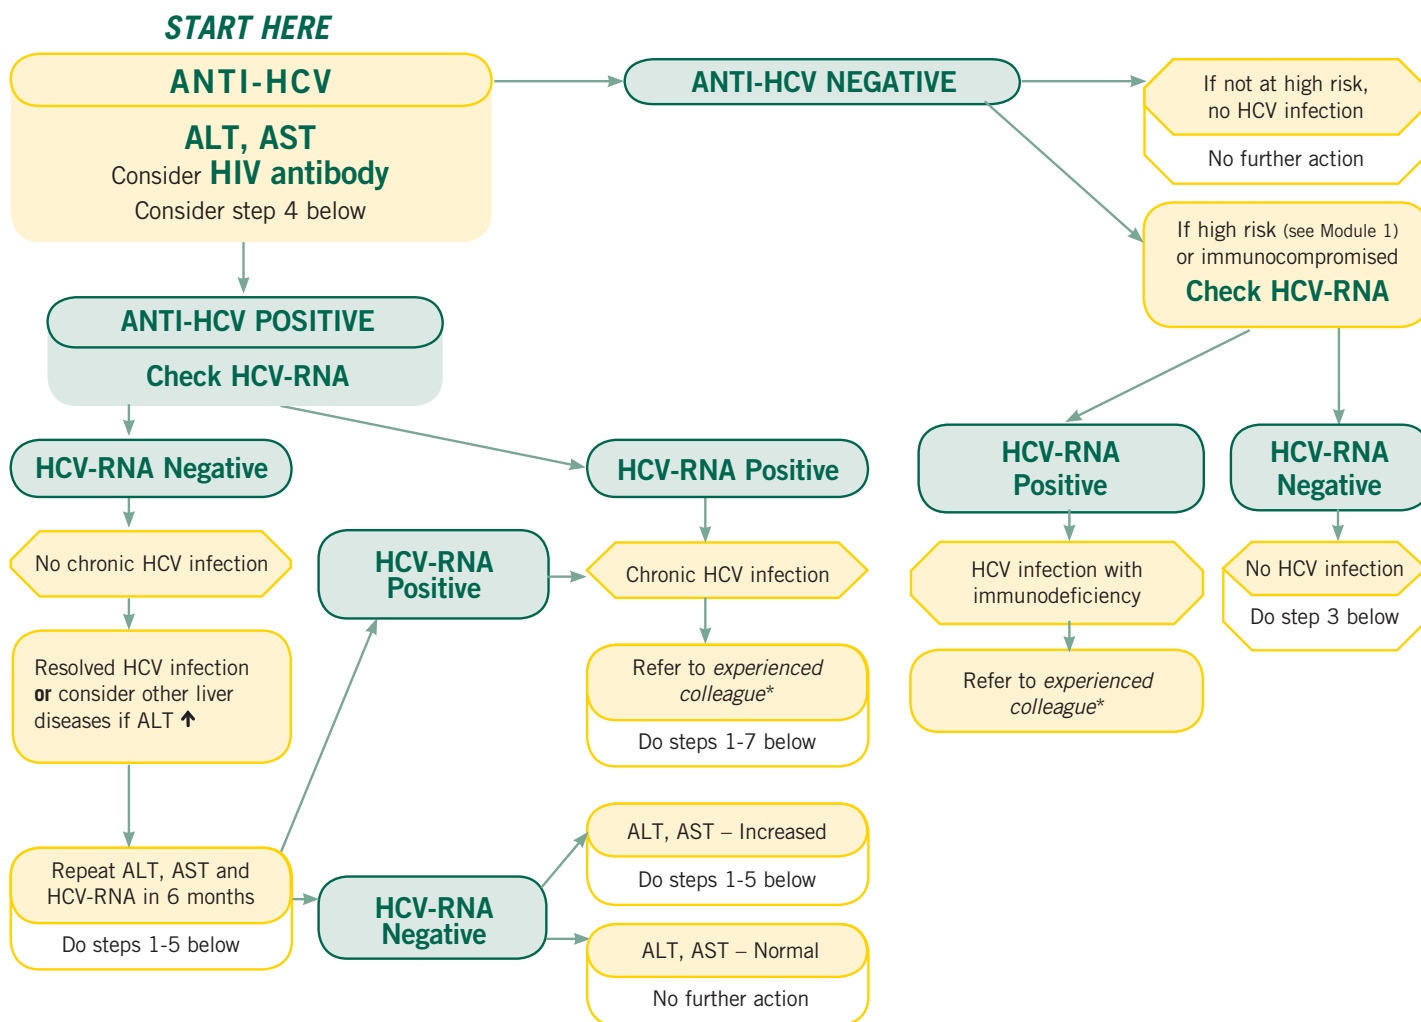 START HERE
ANTI-HCV
ALT, AST
Consider HIV antibody
Consider step 4 below
ANTI-HCV NEGATIVE
If not at high risk,
no HCV infection
No further action
If high risk (see Module 1)
or immunocompromised
Check HCV-RNA
ANTI-HCV POSITIVE
Check HCV-RNA
HCV-RNA Negative
HCV-RNA Positive
HCV-RNA
Positive
HCV-RNA
Negative
No chronic HCV infection
HCV-RNA
Positive
Chronic HCV infection
HCV infection with
immunodeficiency
No HCV infection
Do step 3 below
Resolved HCV infection
or consider other liver
diseases if ALT ↑
Refer to experienced
colleague*
Do steps 1-7 below
Refer to experienced
colleague*
Repeat ALT, AST and
HCV-RNA in 6 months
Do steps 1-5 below
HCV-RNA
Negative
ALT, AST – Increased
Do steps 1-5 below
ALT, AST – Normal
No further action